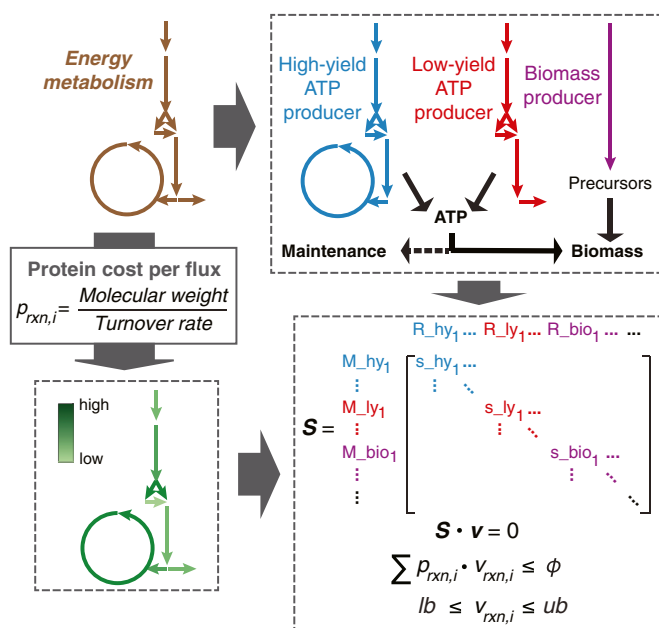 Energy
metabolism
High-yield
ATP
producer
Low-yield
ATP
producer
Biomass
producer
Precursors
ATP
Maintenance
Biomass
Protein cost per flux
p_rxn,i = Molecular weight / Turnover rate
high
low
R_hy₁ ... R_ly₁ ... R_bio₁ ... ...
M_hy₁ s_hy₁ ...
⋮ ⋮ ⋱
M_ly₁ s_ly₁ ...
⋮ ⋮ ⋱
S =
M_bio₁ s_bio₁ ...
⋮ ⋮ ⋱
⋮ ⋱
S · v = 0
∑ p_rxn,i · v_rxn,i ≤ ϕ
lb ≤ v_rxn,i ≤ ub